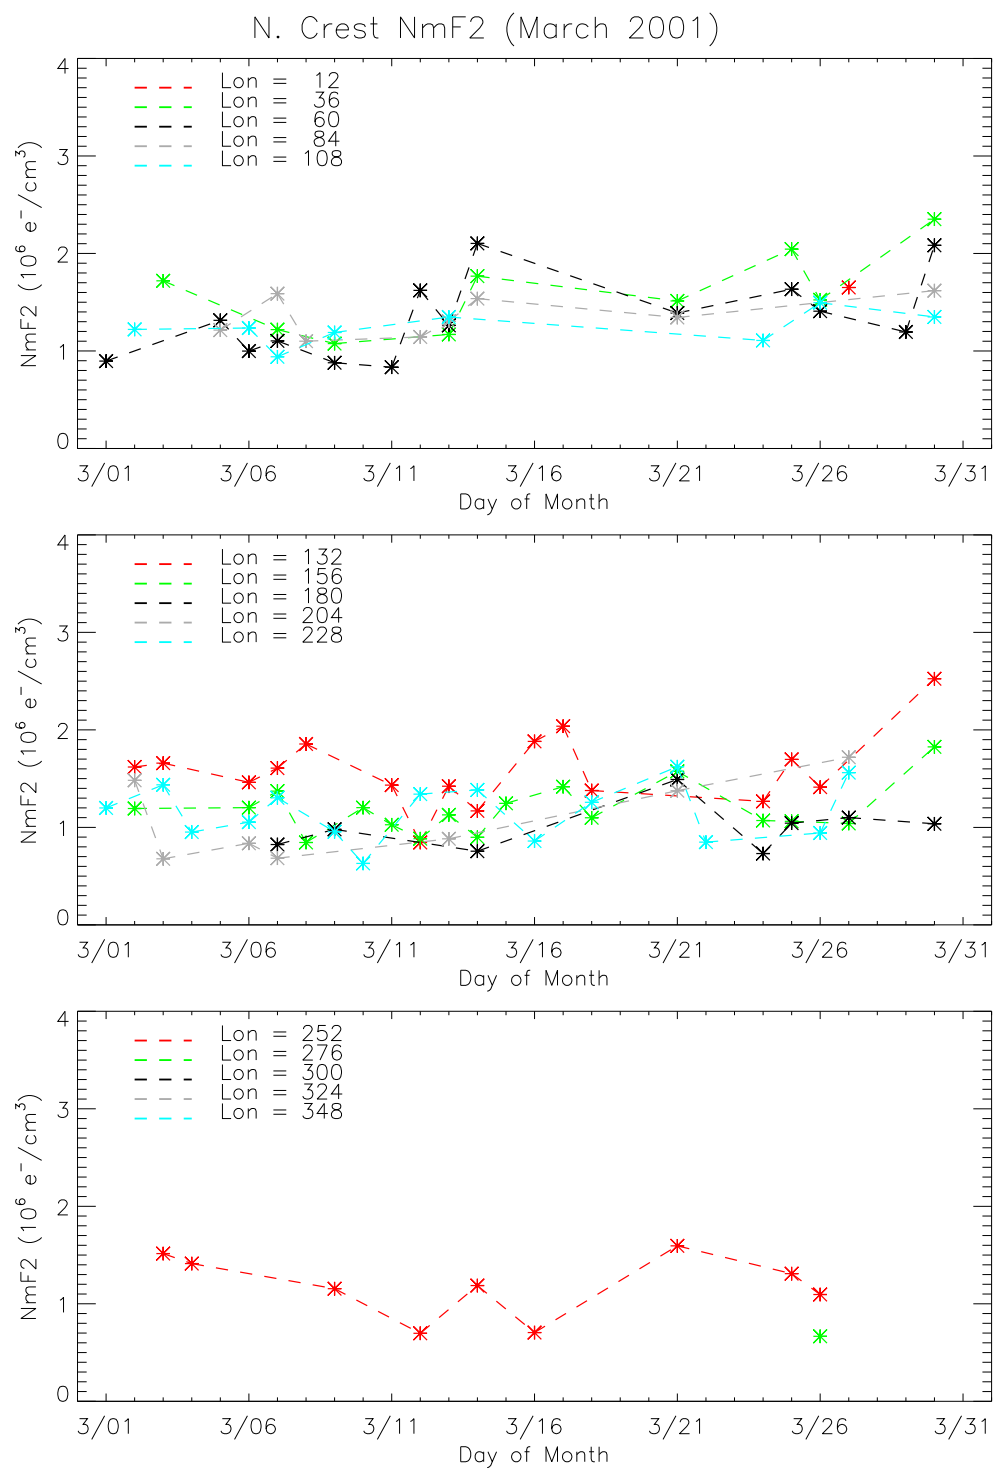 N. Crest NmF2 (March 2001)
4
3
2
1
0
NmF2 (10⁶ e⁻/cm³)
Lon = 12
Lon = 36
Lon = 60
Lon = 84
Lon = 108
3/01 3/06 3/11 3/16 3/21 3/26 3/31
Day of Month
4
3
2
1
0
NmF2 (10⁶ e⁻/cm³)
Lon = 132
Lon = 156
Lon = 180
Lon = 204
Lon = 228
3/01 3/06 3/11 3/16 3/21 3/26 3/31
Day of Month
4
3
2
1
0
NmF2 (10⁶ e⁻/cm³)
Lon = 252
Lon = 276
Lon = 300
Lon = 324
Lon = 348
3/01 3/06 3/11 3/16 3/21 3/26 3/31
Day of Month